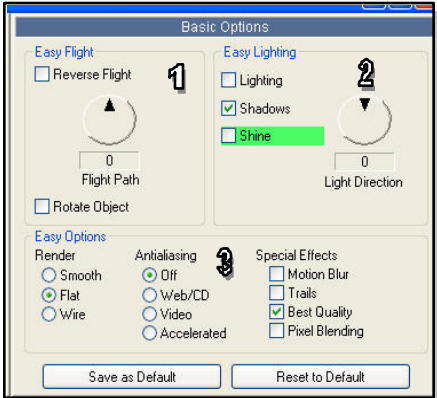 Basic Options
Easy Flight
Reverse Flight
1
0
Flight Path
Rotate Object
Easy Lighting
Lighting
2
Shadows
Shine
0
Light Direction
Easy Options
Render
Smooth
Flat
Wire
Antialiasing
Off
Web/CD
Video
Accelerated
3
Special Effects
Motion Blur
Trails
Best Quality
Pixel Blending
Save as Default
Reset to Default